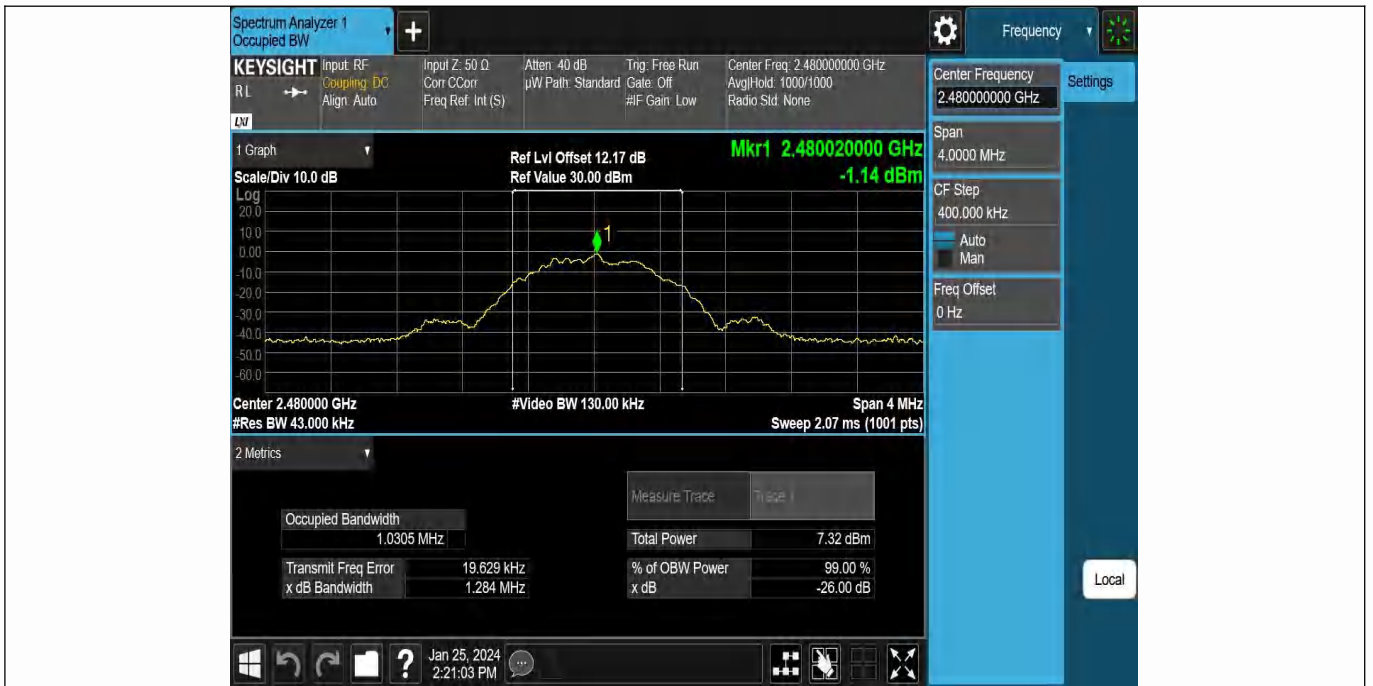 Spectrum Analyzer 1
Occupied BW
+
Frequency
KEYSIGHT
R L
LXI
Input: RF
Coupling: DC
Align: Auto
Input Z: 50 Ω
Corr CCorr
Freq Ref: Int (S)
Atten: 40 dB
µW Path: Standard
Trig: Free Run
Gate: Off
#IF Gain: Low
Center Freq: 2.480000000 GHz
Avg|Hold: 1000/1000
Radio Std: None
Center Frequency
2.480000000 GHz
Settings
Span
4.0000 MHz
CF Step
400.000 kHz
Auto
Man
Freq Offset
0 Hz
Local
1 Graph
Scale/Div 10.0 dB
Ref Lvl Offset 12.17 dB
Ref Value 30.00 dBm
Mkr1 2.480020000 GHz
-1.14 dBm
Log
20.0
10.0
0.00
-10.0
-20.0
-30.0
-40.0
-50.0
-60.0
1
Center 2.480000 GHz
#Res BW 43.000 kHz
#Video BW 130.00 kHz
Span 4 MHz
Sweep 2.07 ms (1001 pts)
2 Metrics
Measure Trace Trace 1
Occupied Bandwidth
1.0305 MHz
Total Power 7.32 dBm
Transmit Freq Error 19.629 kHz
% of OBW Power 99.00 %
x dB Bandwidth 1.284 MHz
x dB -26.00 dB
?
Jan 25, 2024
2:21:03 PM